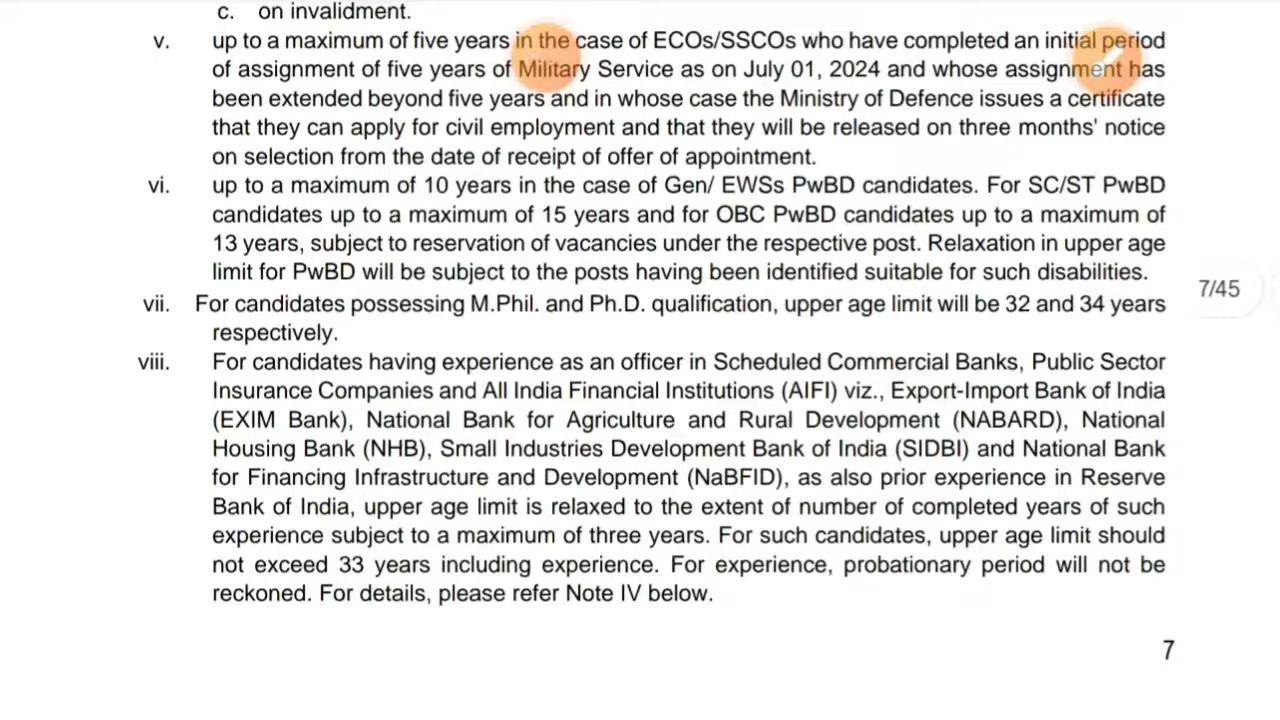 c. on invalidment.
v. up to a maximum of five years in the case of ECOs/SSCOs who have completed an initial period
of assignment of five years of Military Service as on July 01, 2024 and whose assignment has
been extended beyond five years and in whose case the Ministry of Defence issues a certificate
that they can apply for civil employment and that they will be released on three months' notice
on selection from the date of receipt of offer of appointment.
vi. up to a maximum of 10 years in the case of Gen/ EWSs PwBD candidates. For SC/ST PwBD
candidates up to a maximum of 15 years and for OBC PwBD candidates up to a maximum of
13 years, subject to reservation of vacancies under the respective post. Relaxation in upper age
limit for PwBD will be subject to the posts having been identified suitable for such disabilities.
7/45
vii. For candidates possessing M.Phil. and Ph.D. qualification, upper age limit will be 32 and 34 years
respectively.
viii. For candidates having experience as an officer in Scheduled Commercial Banks, Public Sector
Insurance Companies and All India Financial Institutions (AIFI) viz., Export-Import Bank of India
(EXIM Bank), National Bank for Agriculture and Rural Development (NABARD), National
Housing Bank (NHB), Small Industries Development Bank of India (SIDBI) and National Bank
for Financing Infrastructure and Development (NaBFID), as also prior experience in Reserve
Bank of India, upper age limit is relaxed to the extent of number of completed years of such
experience subject to a maximum of three years. For such candidates, upper age limit should
not exceed 33 years including experience. For experience, probationary period will not be
reckoned. For details, please refer Note IV below.
7